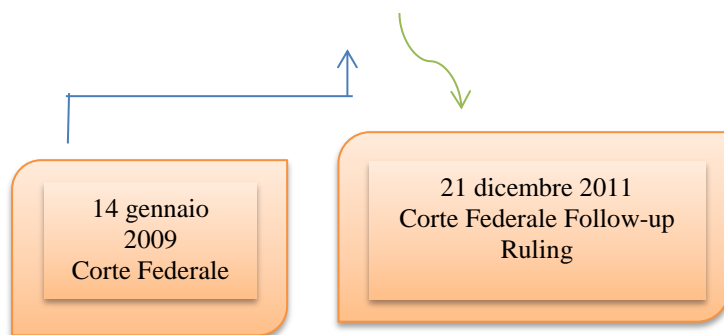 14 gennaio
2009
Corte Federale
21 dicembre 2011
Corte Federale Follow-up
Ruling